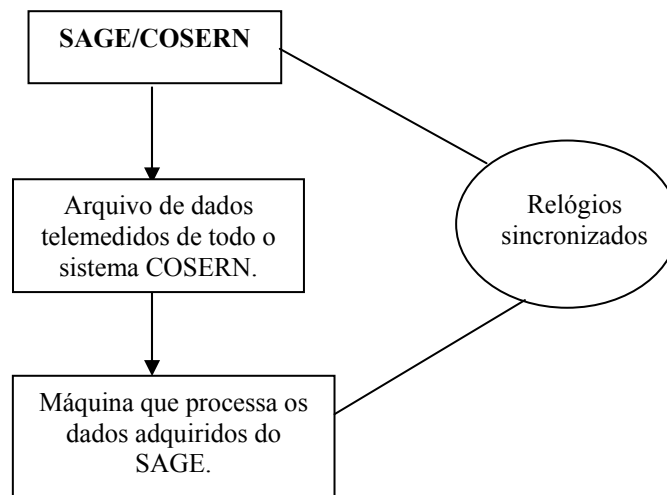 SAGE/COSERN
Arquivo de dados
telemedidos de todo o
sistema COSERN.
Relógios
sincronizados
Máquina que processa os
dados adquiridos do
SAGE.